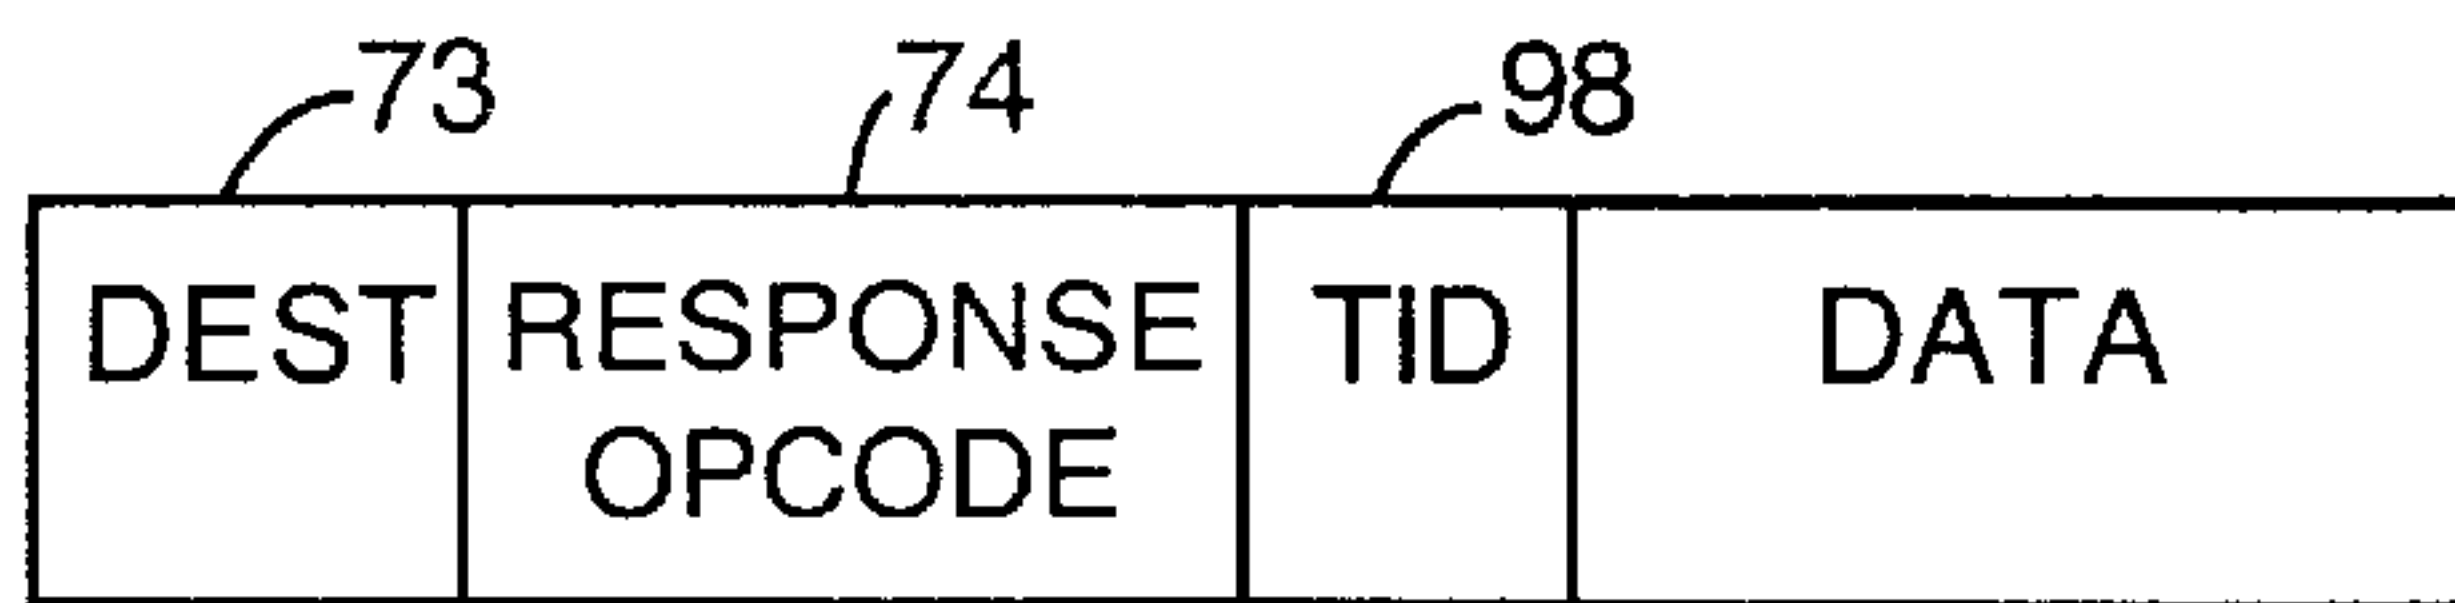 73 74 98
DEST RESPONSE TID DATA
OPCODE